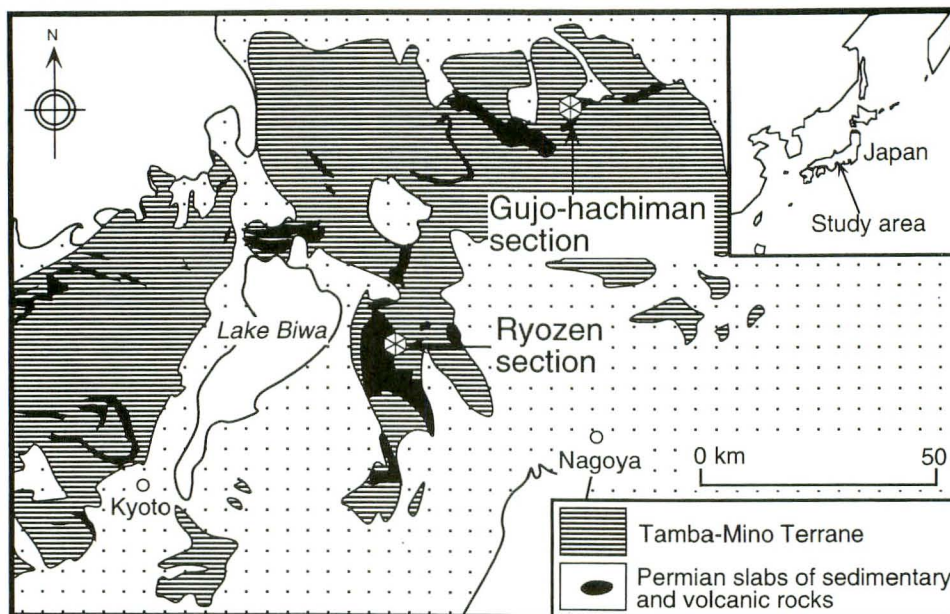 N
Japan
Study area
Gujo-hachiman
section
Lake Biwa
Ryozen
section
Nagoya
0 km
50
Kyoto
Tamba-Mino Terrane
Permian slabs of sedimentary
and volcanic rocks